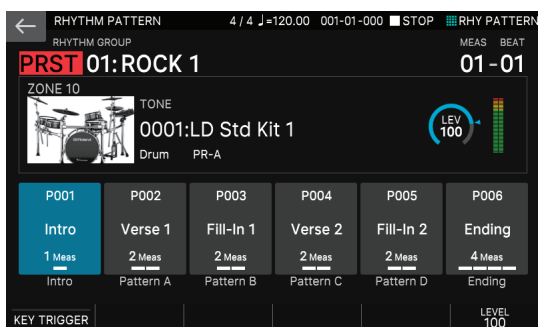 RHYTHM PATTERN 4/4 ♩=120.00 001-01-000 STOP RHY PATTERN
RHYTHM GROUP MEAS BEAT
PRST 01:ROCK 1 01-01
ZONE 10
TONE
0001:LD Std Kit 1
Drum PR-A
LEV
100
P001 P002 P003 P004 P005 P006
Intro Verse 1 Fill-In 1 Verse 2 Fill-In 2 Ending
1 Meas 2 Meas 2 Meas 2 Meas 2 Meas 4 Meas
Intro Pattern A Pattern B Pattern C Pattern D Ending
KEY TRIGGER LEVEL
100